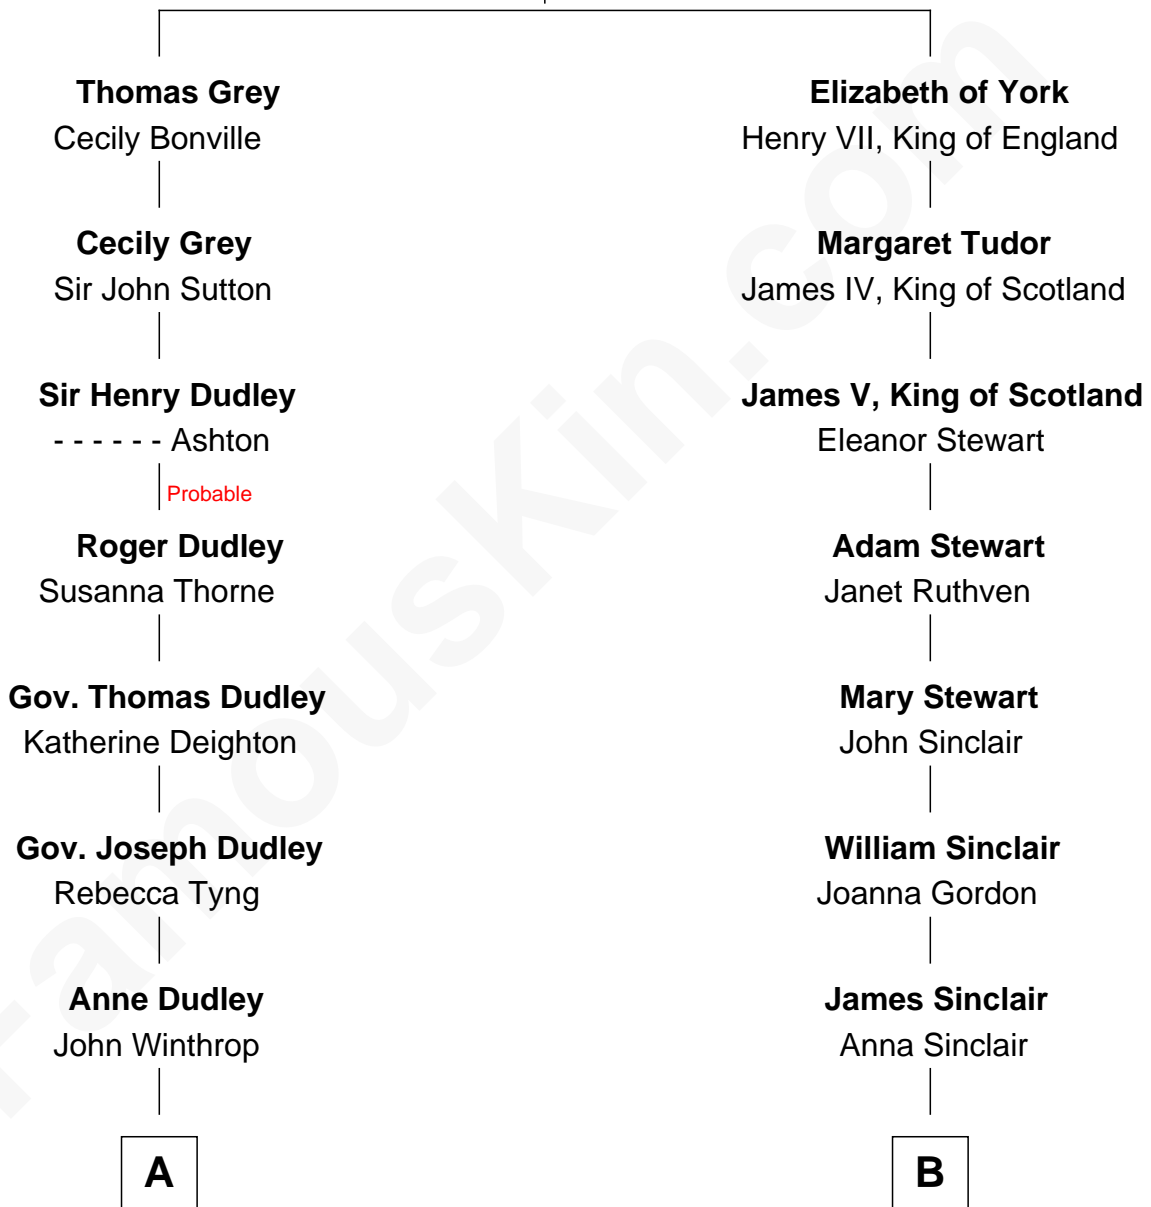 Thomas Grey
Cecily Bonville
Elizabeth of York
Henry VII, King of England
Cecily Grey
Sir John Sutton
Margaret Tudor
James IV, King of Scotland
Sir Henry Dudley
- - - - - - Ashton
James V, King of Scotland
Eleanor Stewart
Probable
Roger Dudley
Susanna Thorne
Adam Stewart
Janet Ruthven
Gov. Thomas Dudley
Katherine Deighton
Mary Stewart
John Sinclair
Gov. Joseph Dudley
Rebecca Tyng
William Sinclair
Joanna Gordon
Anne Dudley
John Winthrop
James Sinclair
Anna Sinclair
A
B
FamousKin.com